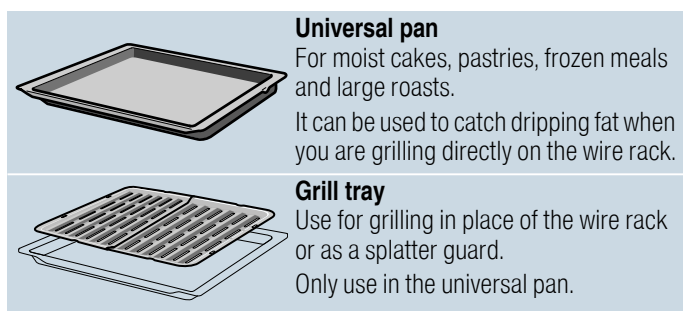 Universal pan
For moist cakes, pastries, frozen meals
and large roasts.
It can be used to catch dripping fat when
you are grilling directly on the wire rack.
Grill tray
Use for grilling in place of the wire rack
or as a splatter guard.
Only use in the universal pan.